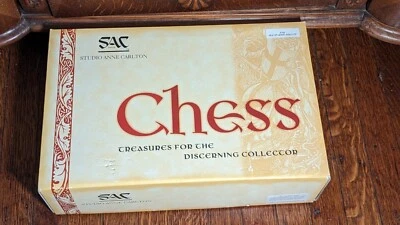 SAC
STUDIO ANNE CARLTON
Chess
TREASURES FOR THE
DISCERNING COLLECTOR
SAC